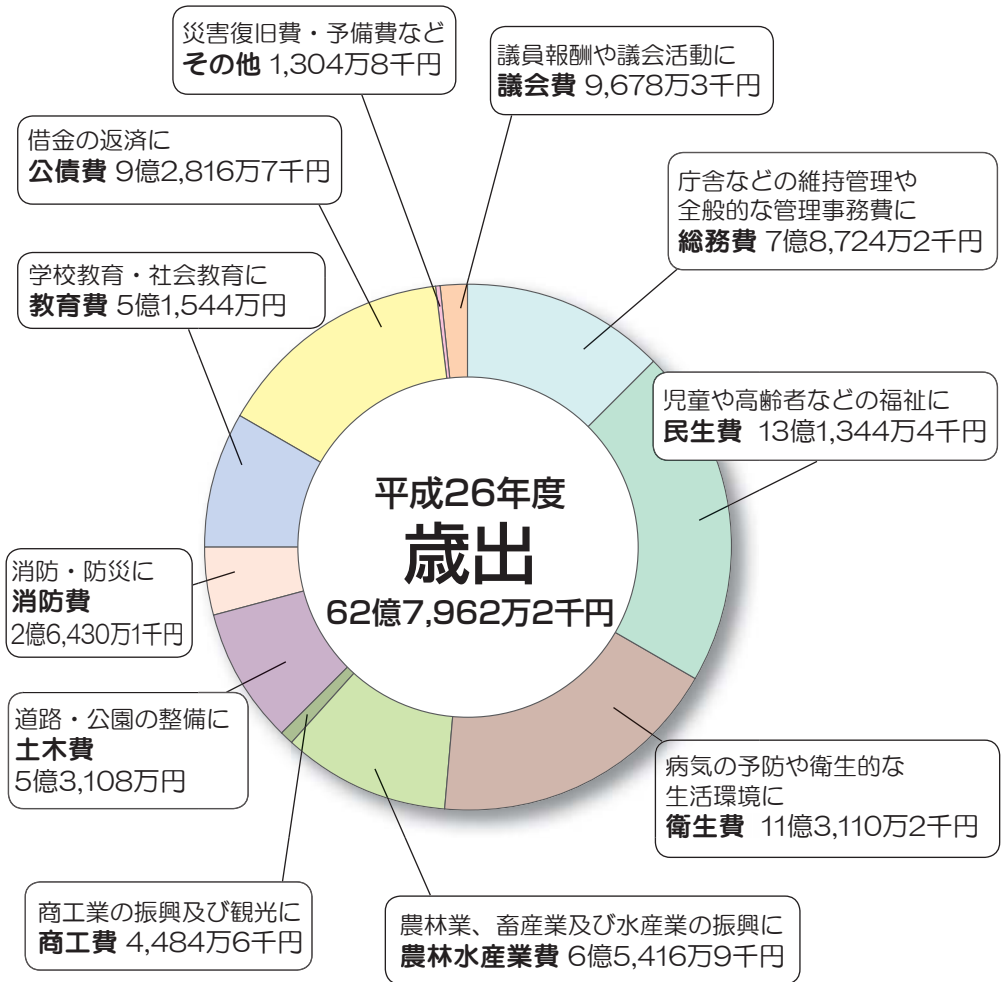 災害復旧費・予備費など
その他 1,304万8千円
議員報酬や議会活動に
議会費 9,678万3千円
借金の返済に
公債費 9億2,816万7千円
庁舎などの維持管理や
全般的な管理事務費に
総務費 7億8,724万2千円
学校教育・社会教育に
教育費 5億1,544万円
児童や高齢者などの福祉に
民生費 13億1,344万4千円
平成26年度
歳出
62億7,962万2千円
消防・防災に
消防費
2億6,430万1千円
道路・公園の整備に
土木費
5億3,108万円
病気の予防や衛生的な
生活環境に
衛生費 11億3,110万2千円
商工業の振興及び観光に
商工費 4,484万6千円
農林業、畜産業及び水産業の振興に
農林水産業費 6億5,416万9千円